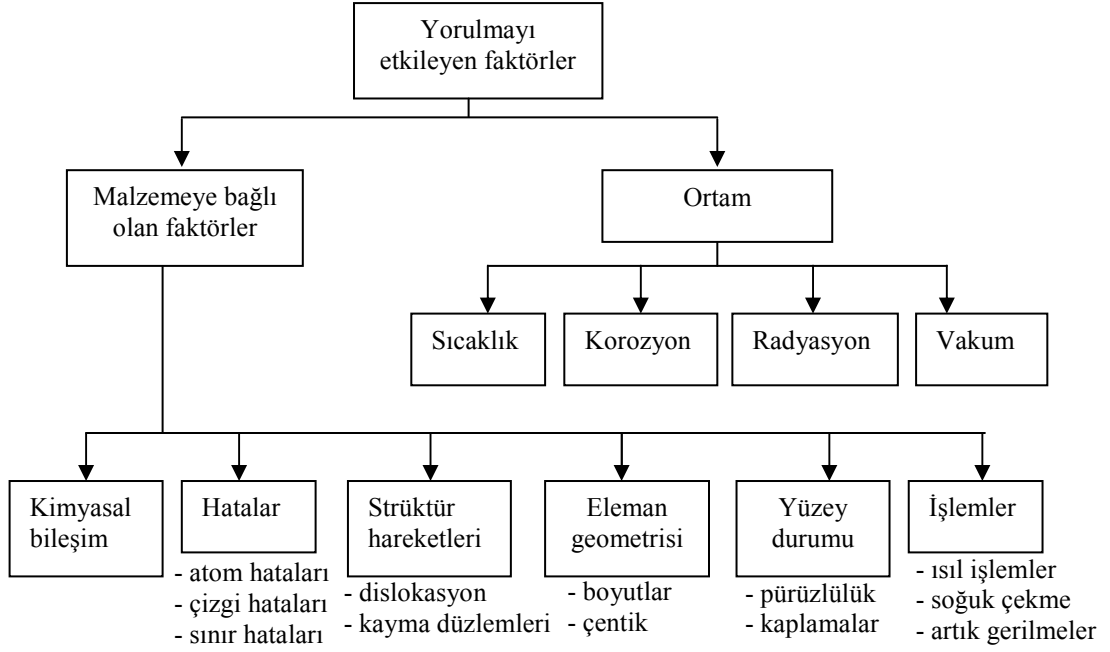 Yorulmayı
etkileyen faktörler
Malzemeye bağlı
olan faktörler
Ortam
Sıcaklık
Korozyon
Radyasyon
Vakum
Kimyasal
bileşim
Hatalar
- atom hataları
- çizgi hataları
- sınır hataları
Strüktür
hareketleri
- dislokasyon
- kayma düzlemleri
Eleman
geometrisi
- boyutlar
- çentik
Yüzey
durumu
- pürüzlülük
- kaplamalar
İşlemler
- ısıl işlemler
- soğuk çekme
- artık gerilmeler